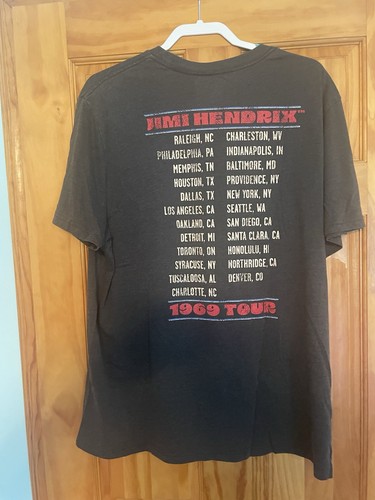 JIMI HENDRIX™
RALEIGH, NC CHARLESTON, WV
PHILADELPHIA, PA INDIANAPOLIS, IN
MEMPHIS, TN BALTIMORE, MD
HOUSTON, TX PROVIDENCE, NY
DALLAS, TX NEW YORK, NY
LOS ANGELES, CA SEATTLE, WA
OAKLAND, CA SAN DIEGO, CA
DETROIT, MI SANTA CLARA, CA
TORONTO, ON HONOLULU, HI
SYRACUSE, NY NORTHRIDGE, CA
TUSCALOOSA, AL DENVER, CO
CHARLOTTE, NC
1969 TOUR